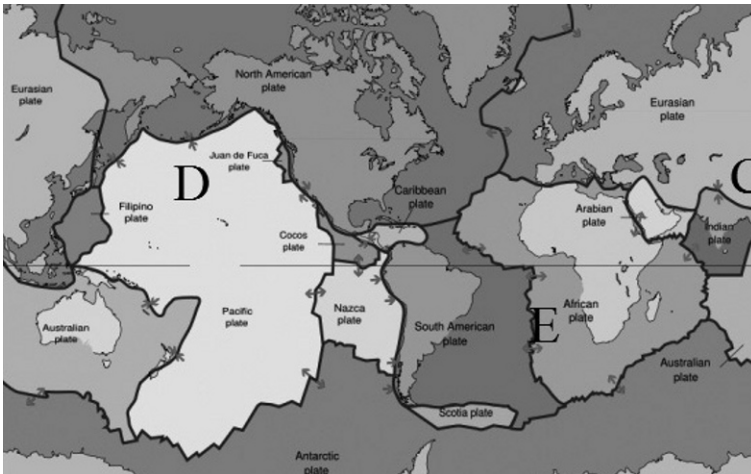 North American
plate
Eurasian
plate
Eurasian
plate
Juan de Fuca
plate
D
C
Caribbean
plate
Filipino
plate
Arabian
plate
Indian
plate
Cocos
plate
Nazca
plate
Pacific
plate
African
plate
E
Australian
plate
South American
plate
Australian
plate
Scotia plate
Antarctic
plate